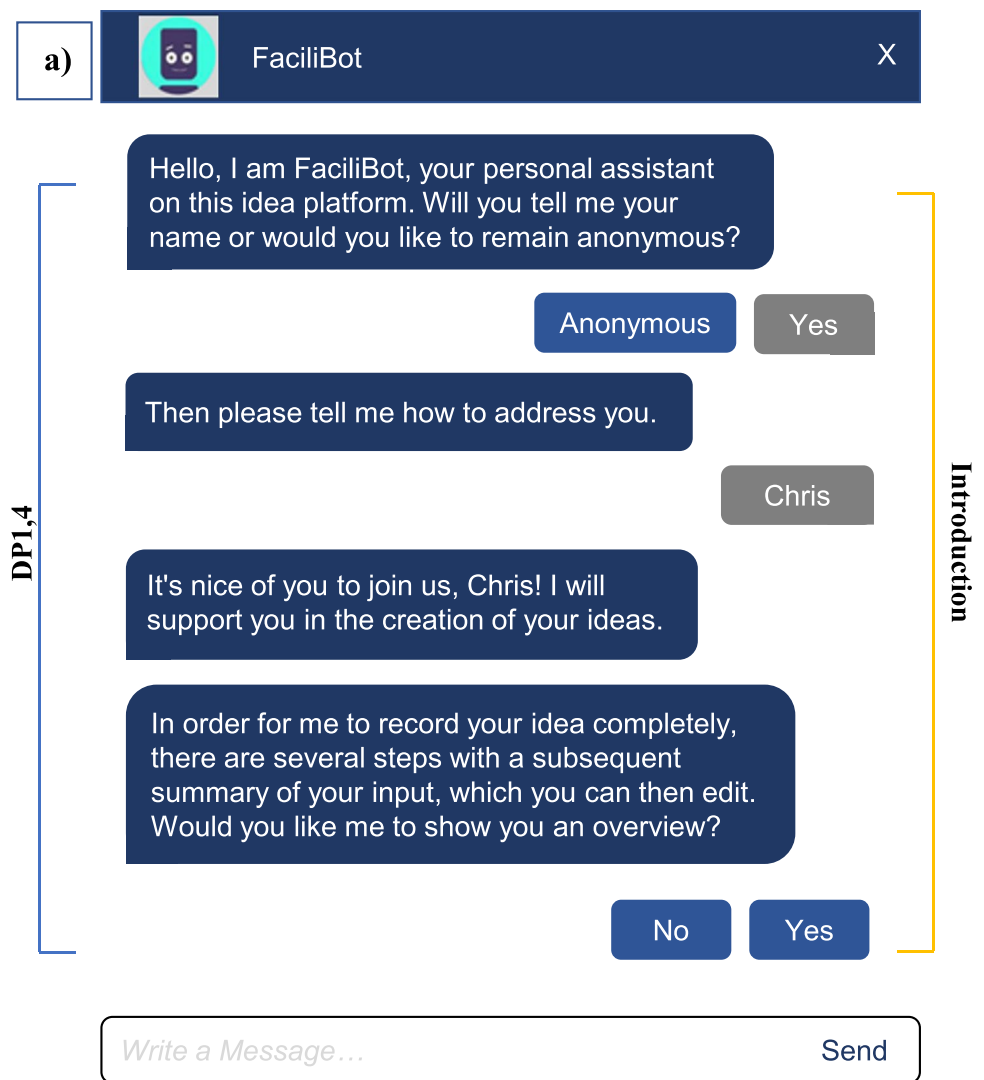 a)
FaciliBot
X
Hello, I am FaciliBot, your personal assistant
on this idea platform. Will you tell me your
name or would you like to remain anonymous?
Anonymous
Yes
Then please tell me how to address you.
Chris
It's nice of you to join us, Chris! I will
support you in the creation of your ideas.
In order for me to record your idea completely,
there are several steps with a subsequent
summary of your input, which you can then edit.
Would you like me to show you an overview?
No
Yes
DP1,4
Introduction
Write a Message…
Send